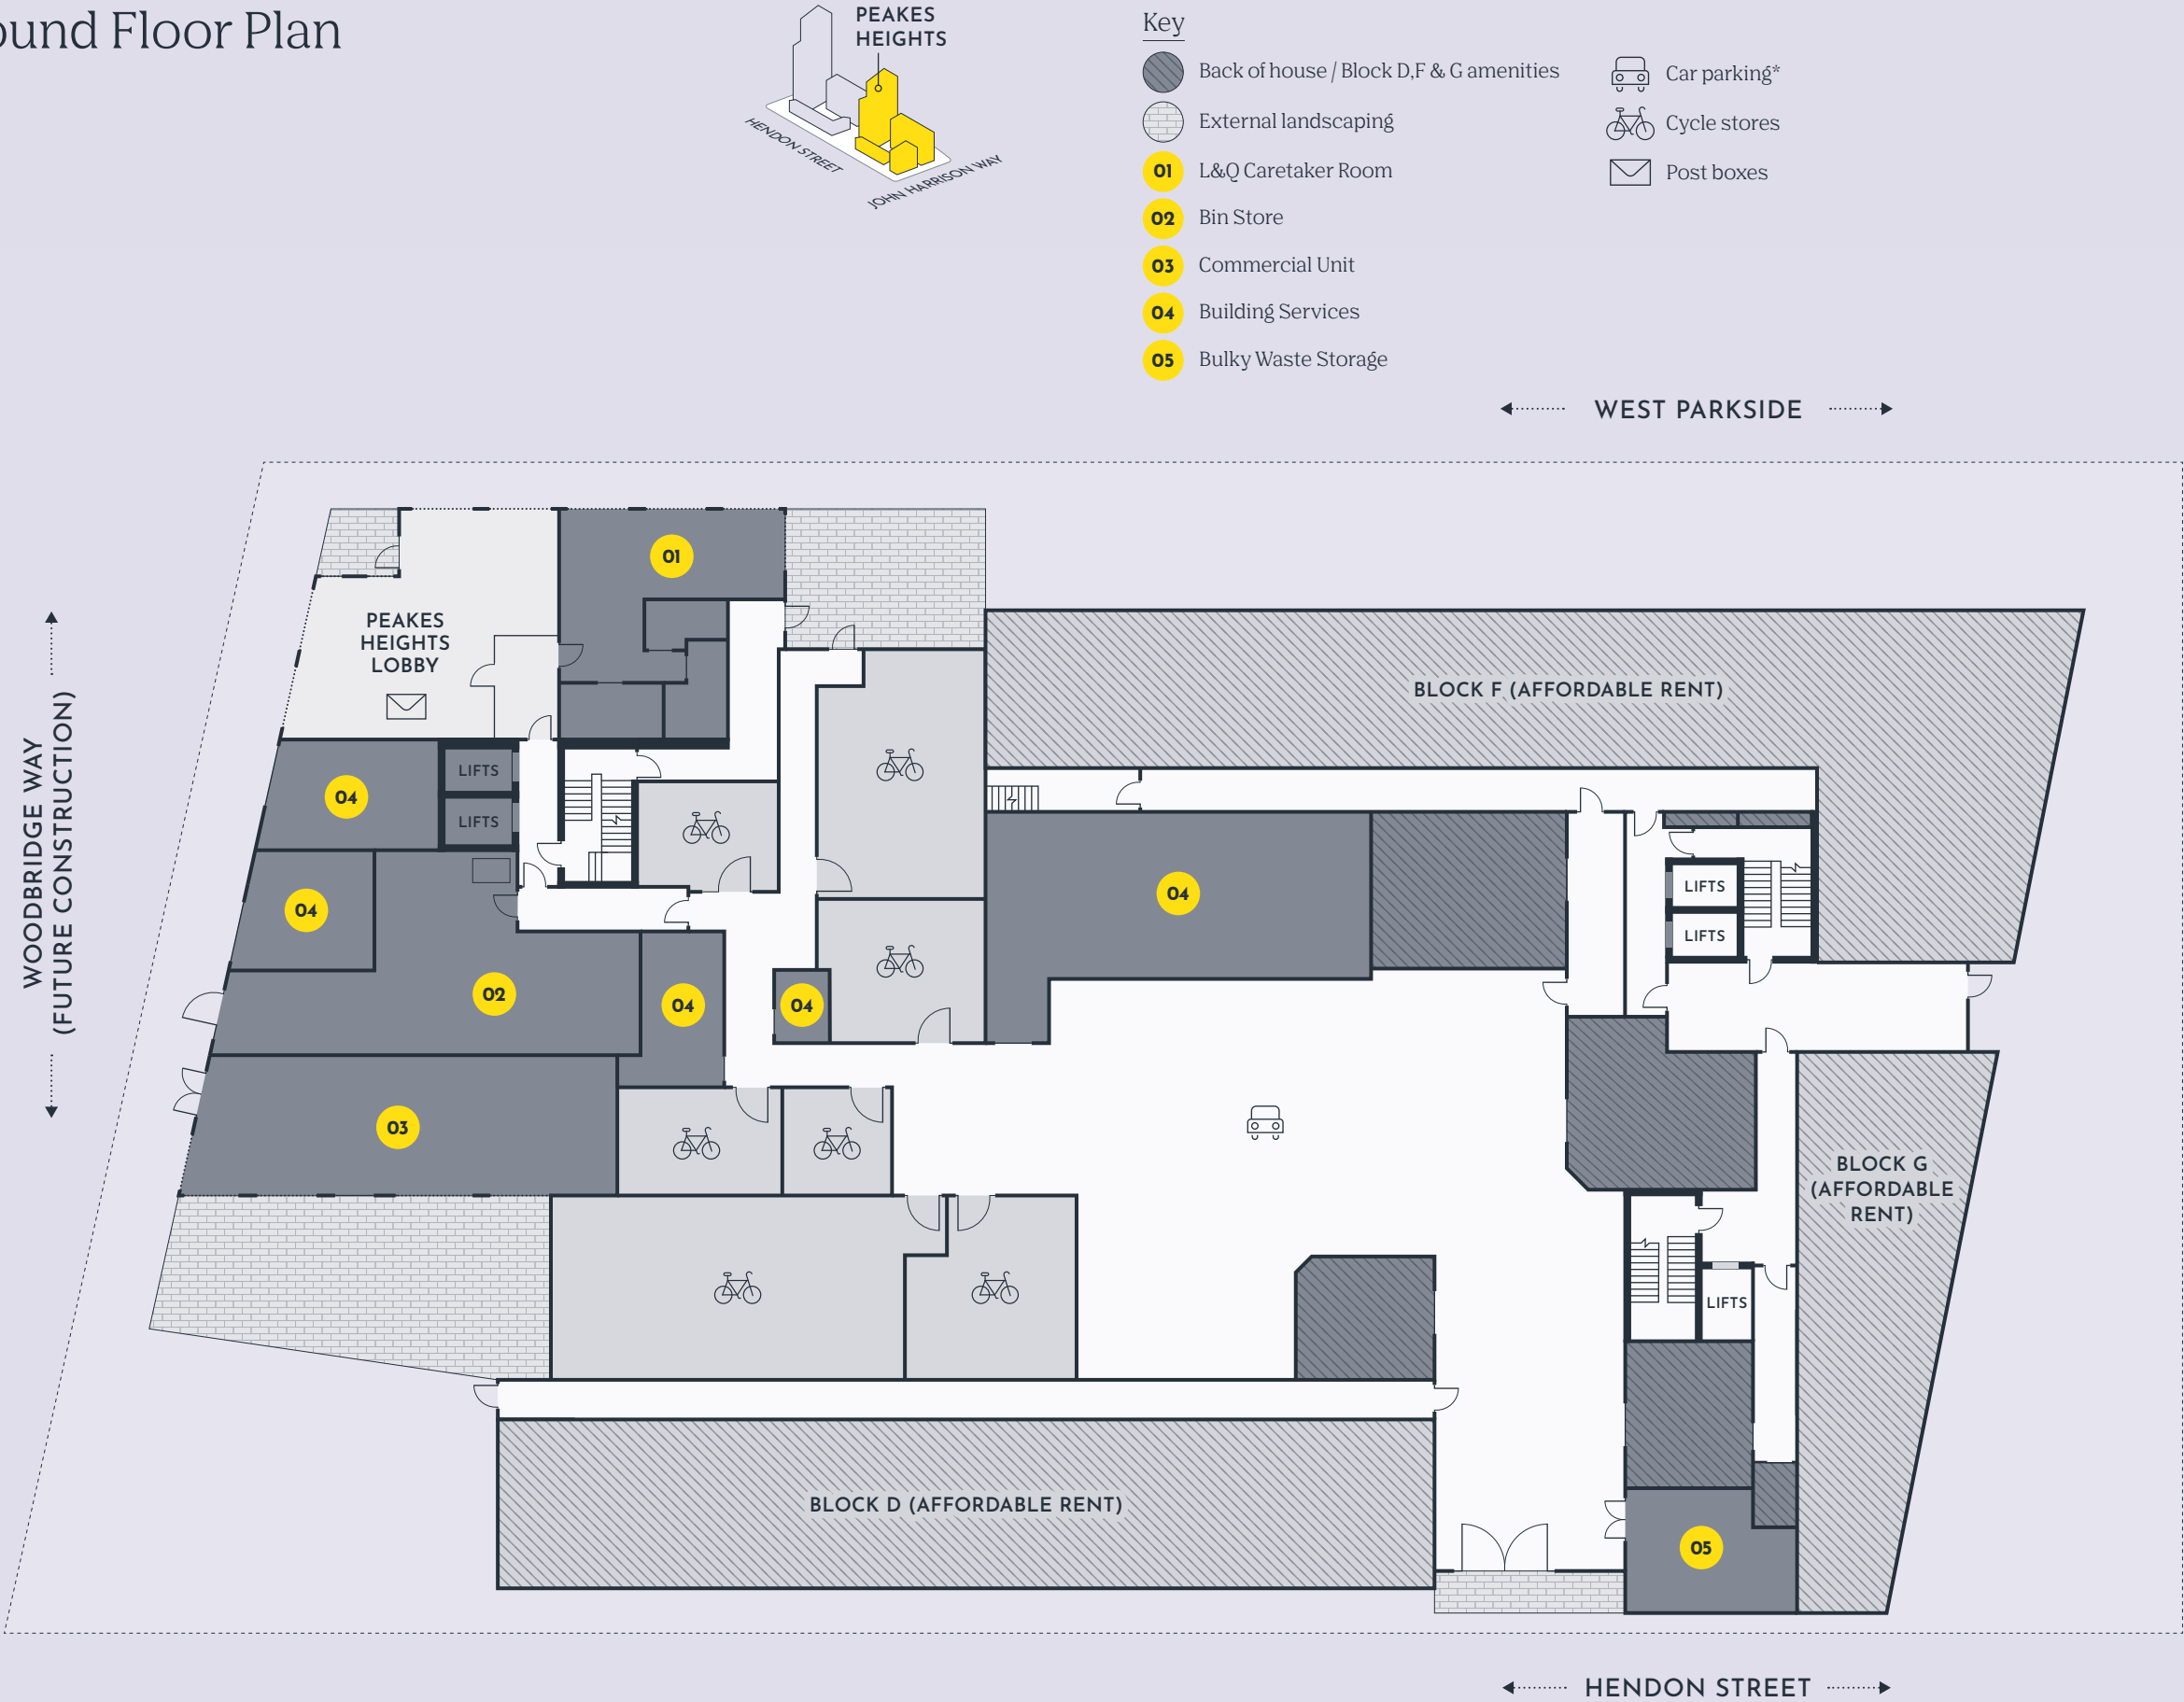 ound Floor Plan
PEAKES
HEIGHTS
HENDON STREET
JOHN HARRISON WAY
Key
Back of house / Block D,F & G amenities
External landscaping
01 L&Q Caretaker Room
02 Bin Store
03 Commercial Unit
04 Building Services
05 Bulky Waste Storage
Car parking*
Cycle stores
Post boxes
WEST PARKSIDE
WOODBRIDGE WAY
(FUTURE CONSTRUCTION)
01
PEAKES
HEIGHTS
LOBBY
BLOCK F (AFFORDABLE RENT)
LIFTS
04
LIFTS
04
LIFTS
04
LIFTS
02
04
04
03
BLOCK G
(AFFORDABLE
RENT)
LIFTS
BLOCK D (AFFORDABLE RENT)
05
HENDON STREET